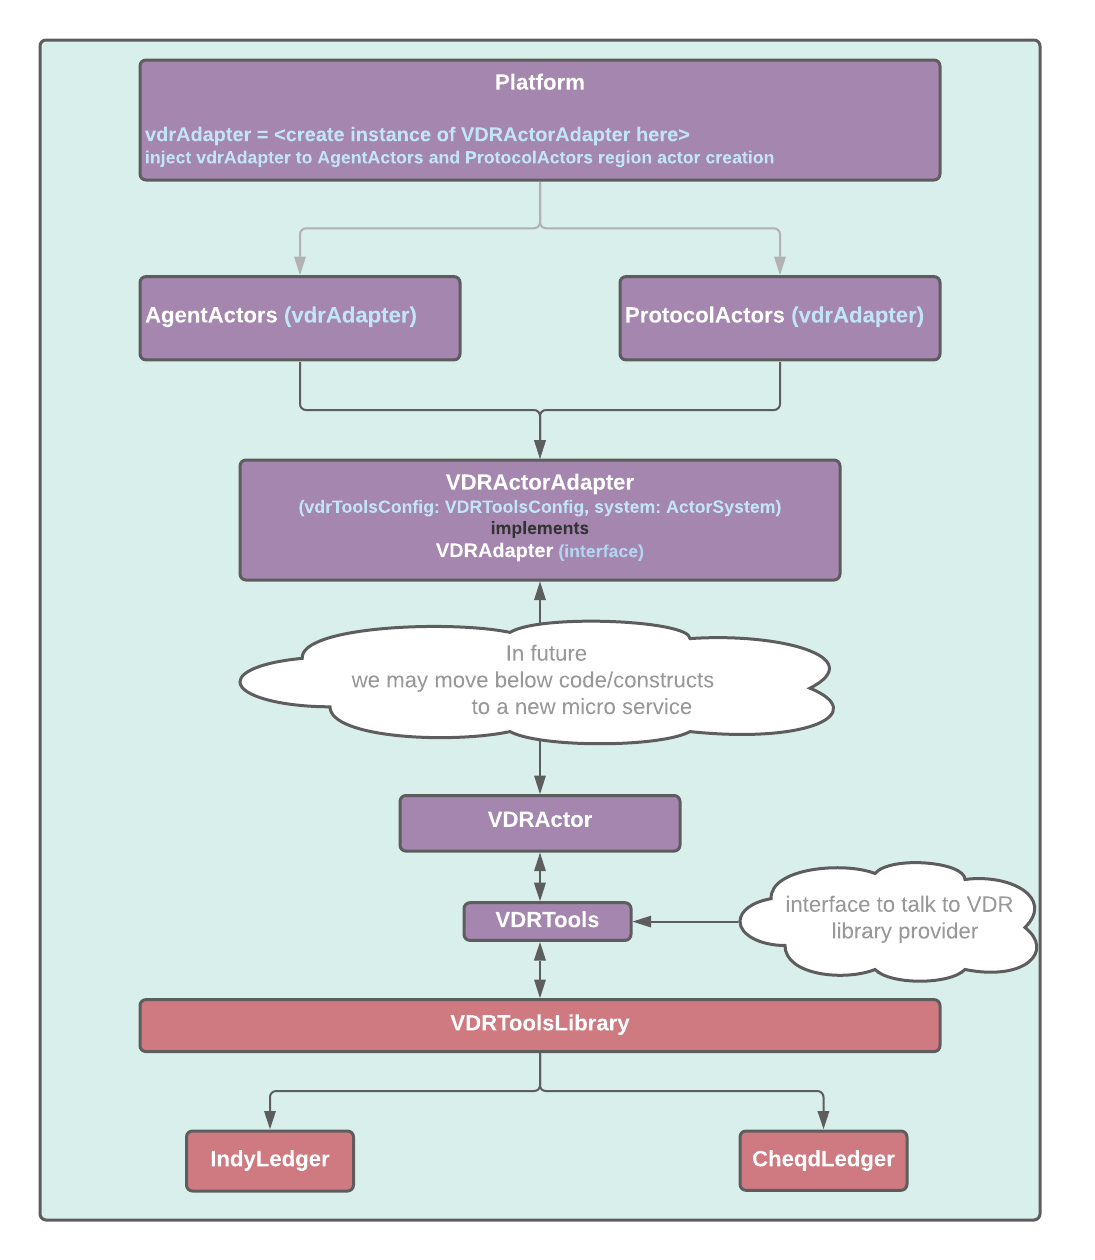 Platform
vdrAdapter = <create instance of VDRActorAdapter here>
inject vdrAdapter to AgentActors and ProtocolActors region actor creation
AgentActors (vdrAdapter)
ProtocolActors (vdrAdapter)
VDRActorAdapter
(vdrToolsConfig: VDRToolsConfig, system: ActorSystem)
implements
VDRAdapter (interface)
In future
we may move below code/constructs
to a new micro service
VDRActor
VDRTools
interface to talk to VDR
library provider
VDRToolsLibrary
IndyLedger
CheqdLedger